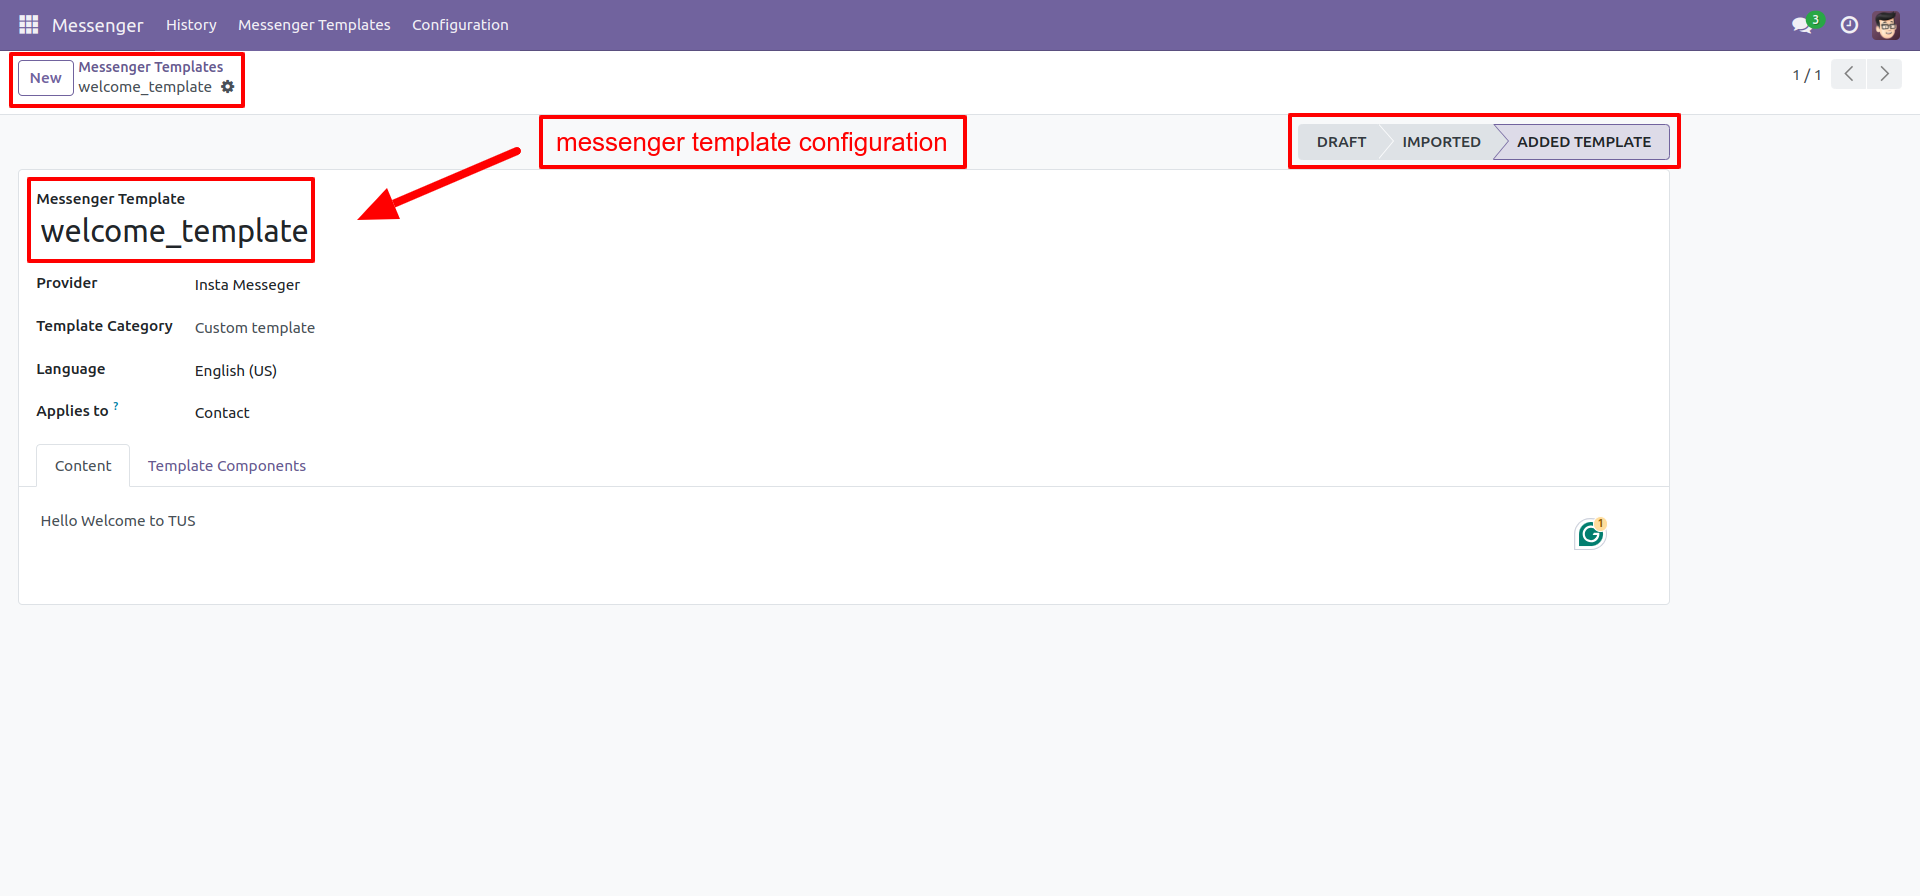 Messenger History Messenger Templates Configuration 3
New Messenger Templates
welcome_template
1 / 1
messenger template configuration
DRAFT IMPORTED ADDED TEMPLATE
Messenger Template
welcome_template
Provider Insta Messeger
Template Category Custom template
Language English (US)
Applies to ? Contact
Content Template Components
Hello Welcome to TUS
1